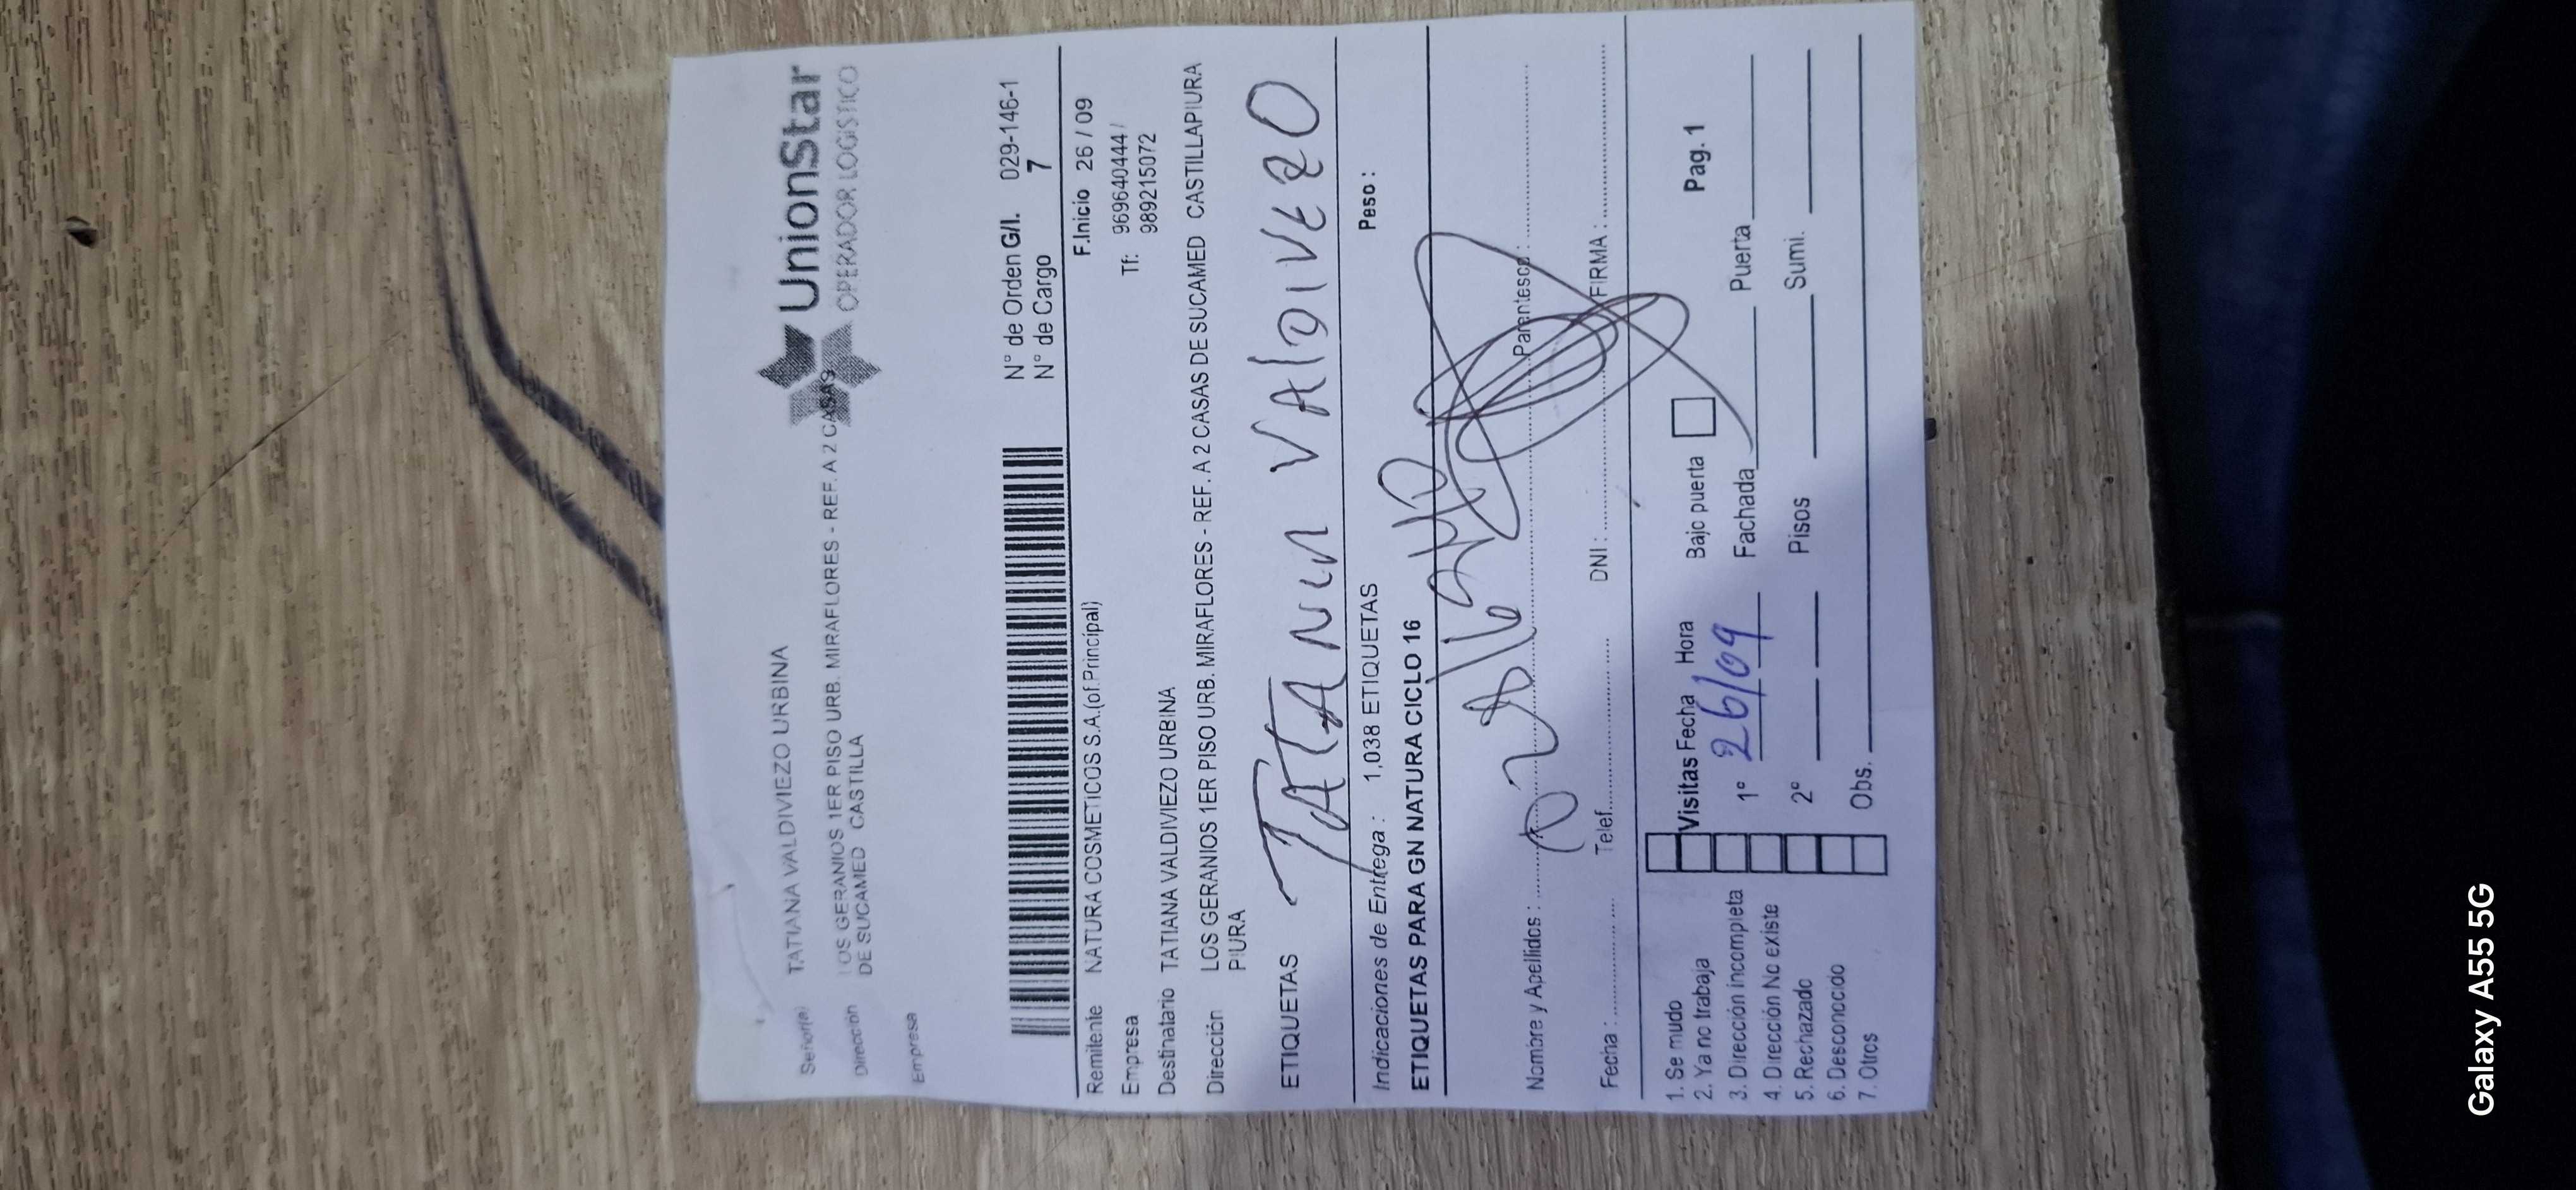 UnionStar
OPERADOR LOGISTICO
Señor(a) TATIANA VALDIVIEZO URBINA
Dirección LOS GERANIOS 1ER PISO URB. MIRAFLORES - REF. A 2 CASAS
DE SUCAMED CASTILLA
Empresa
N° de Orden G/I. 029-146-1
N° de Cargo 7
Remitente NATURA COSMETICOS S.A.(of.Principal) F.Inicio 26 / 09
Empresa Tf: 969640444 /
989215072
Destinatario TATIANA VALDIVIEZO URBINA
Dirección LOS GERANIOS 1ER PISO URB. MIRAFLORES - REF. A 2 CASAS DE SUCAMED CASTILLAPIURA
PIURA
ETIQUETAS TATANIA VAlDIVEZO
Indicaciones de Entrega : 1,038 ETIQUETAS Peso :
ETIQUETAS PARA GN NATURA CICLO 16
Nombre y Apellidos : Parentesco :
Fecha : Telef. DNI : FIRMA :
1. Se mudo
2. Ya no trabaja
3. Dirección incompleta
4. Dirección No existe
5. Rechazado
6. Desconocido
7. Otros
Visitas Fecha Hora Bajo puerta Pag. 1
1° 26/09 Fachada Puerta
2° Pisos Sumi.
Obs.
Galaxy A55 5G